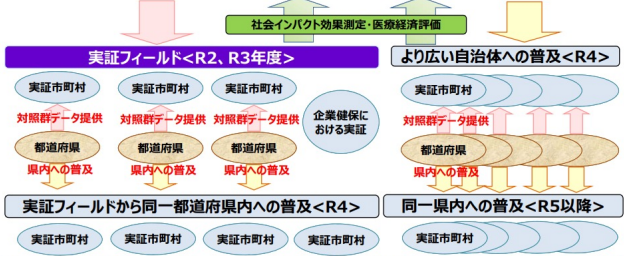 社会インパクト効果測定・医療経済評価
実証フィールド<R2、R3年度>
より広い自治体への普及<R4>
実証市町村 実証市町村 実証市町村
実証市町村
対照群データ提供 対照群データ提供 対照群データ提供
企業健保に
おける実証
対照群データ提供
都道府県 都道府県 都道府県
都道府県
県内への普及 県内への普及 県内への普及
県内への普及
実証フィールドから同一都道府県内への普及<R4>
同一県内への普及<R5以降>
実証市町村 実証市町村 実証市町村 実証市町村
実証市町村